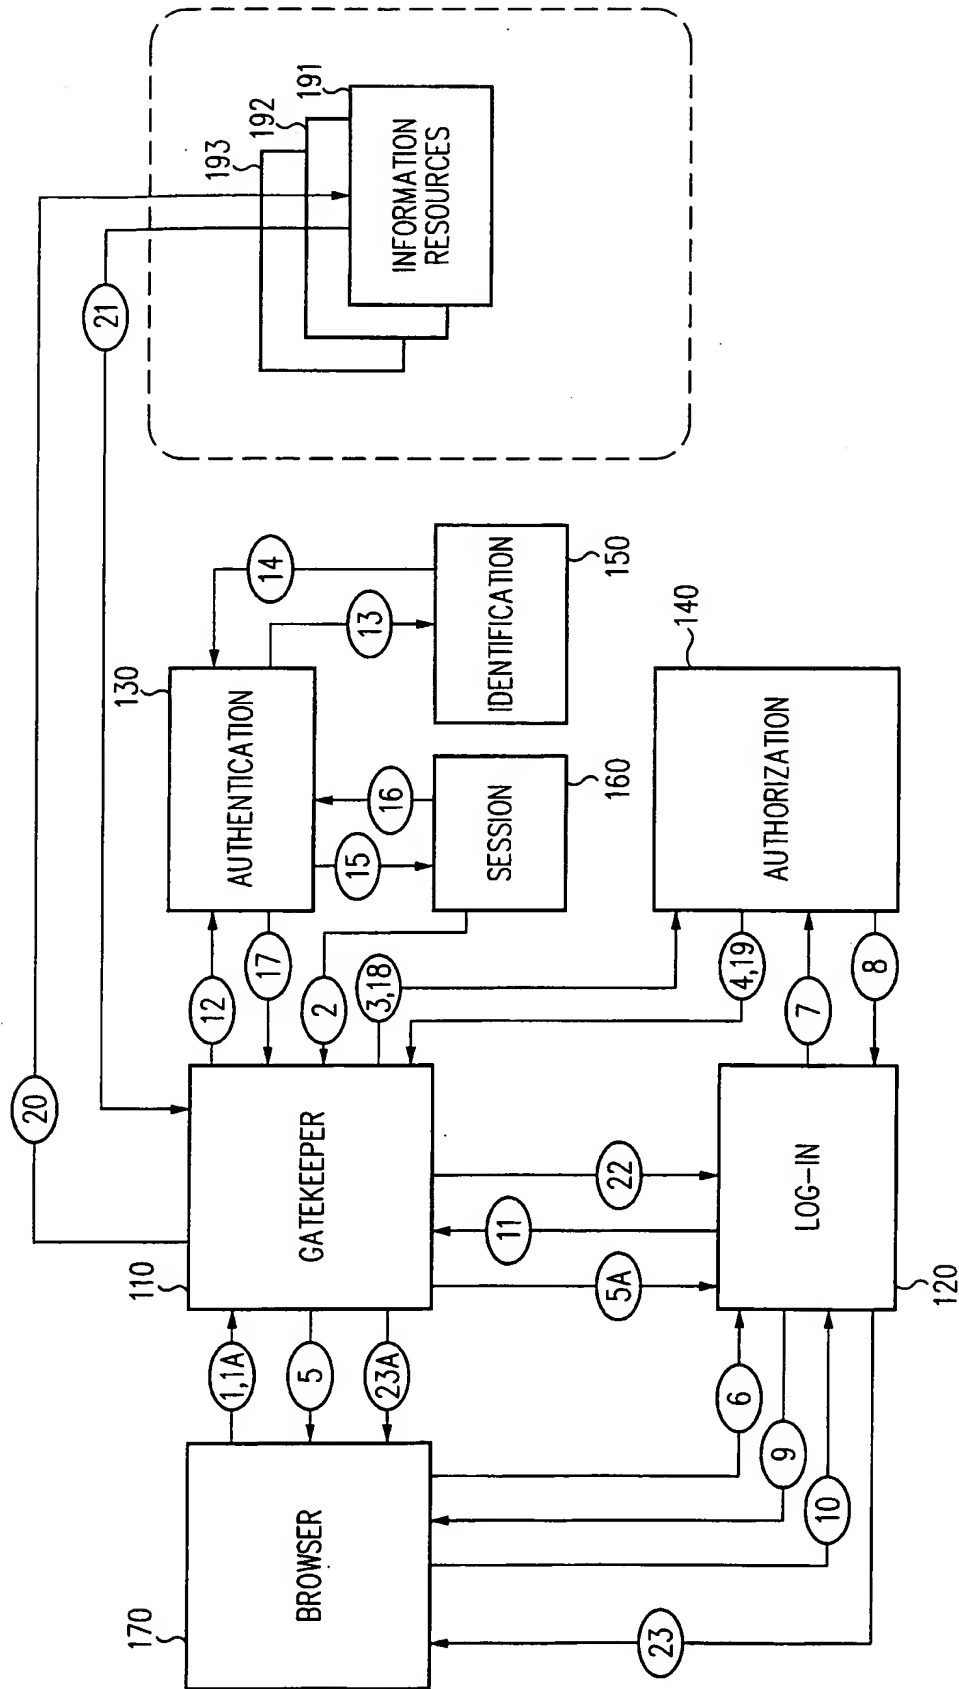 20
21
193
192
191
INFORMATION
RESOURCES
170
BROWSER
1,1A
5
23A
110
GATEKEEPER
12
17
2
3,18
130
AUTHENTICATION
14
13
15
16
SESSION
160
IDENTIFICATION
150
5A
11
22
4,19
140
AUTHORIZATION
7
8
6
9
10
23
LOG-IN
120